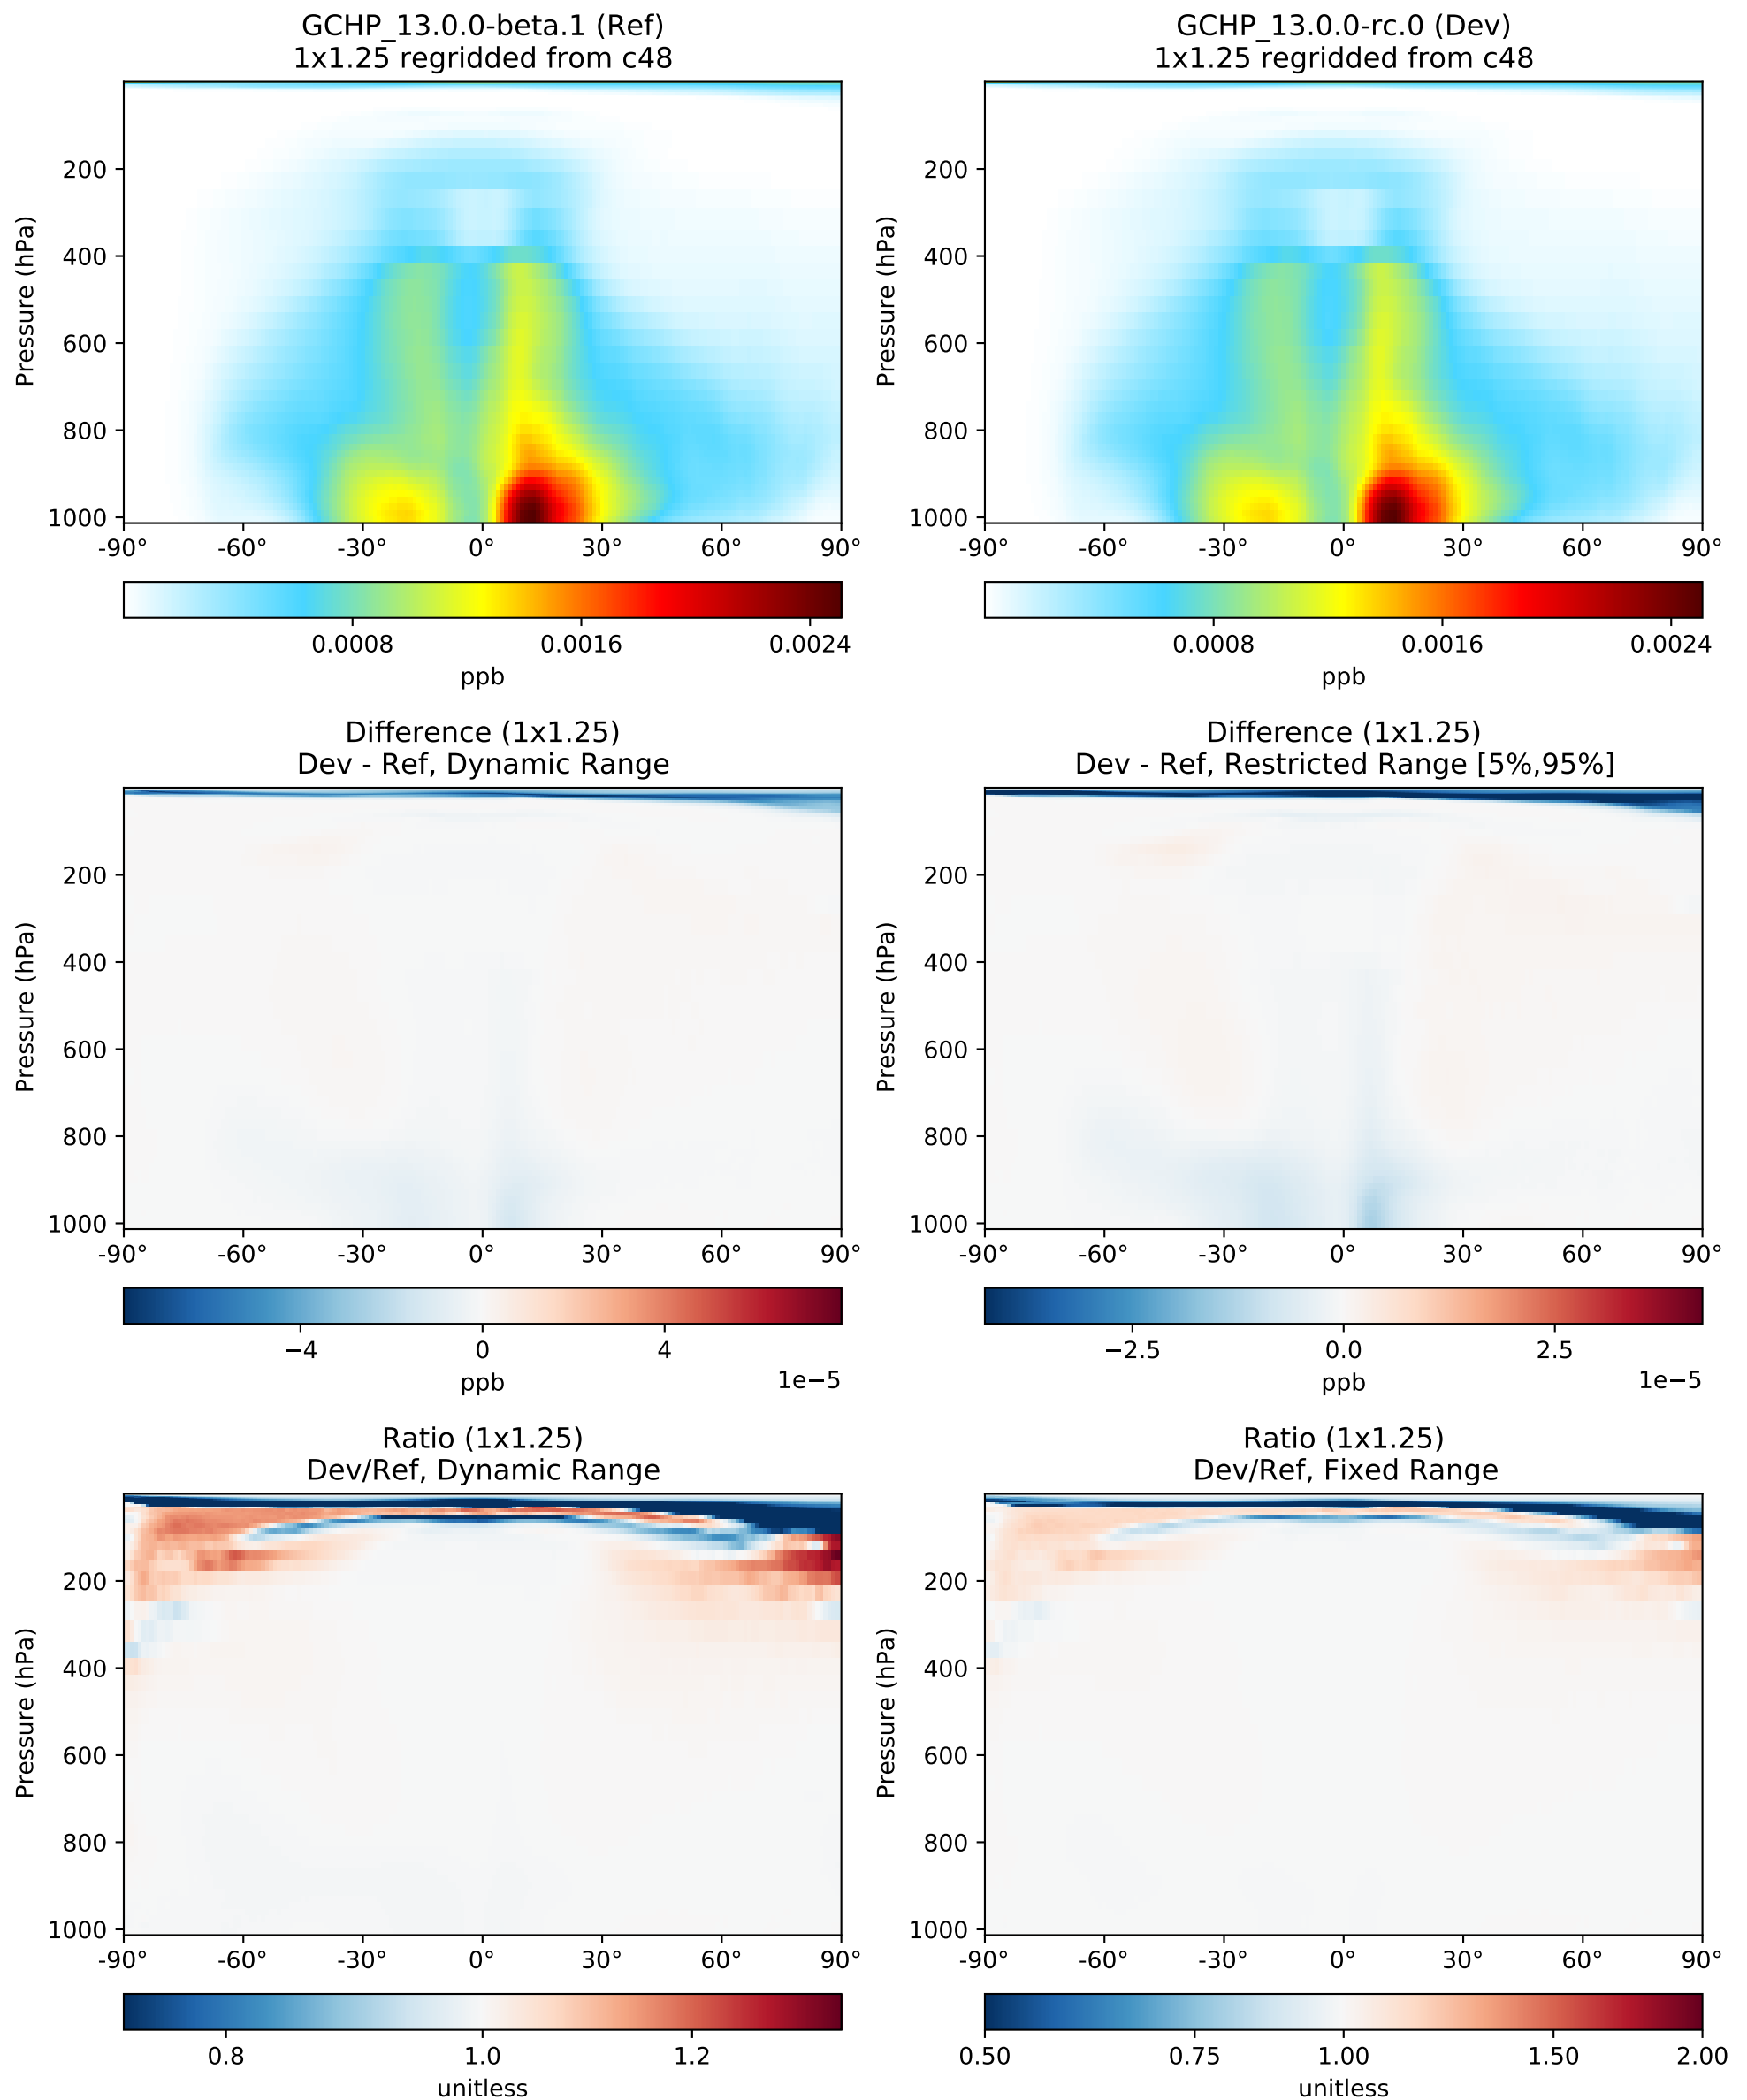 GCHP_13.0.0-beta.1 (Ref)
1x1.25 regridded from c48
Pressure (hPa)
200
400
600
800
1000
-90° -60° -30° 0° 30° 60° 90°
0.0008 0.0016 0.0024
ppb
GCHP_13.0.0-rc.0 (Dev)
1x1.25 regridded from c48
Pressure (hPa)
200
400
600
800
1000
-90° -60° -30° 0° 30° 60° 90°
0.0008 0.0016 0.0024
ppb
Difference (1x1.25)
Dev - Ref, Dynamic Range
Pressure (hPa)
200
400
600
800
1000
-90° -60° -30° 0° 30° 60° 90°
−4 0 4
ppb 1e−5
Difference (1x1.25)
Dev - Ref, Restricted Range [5%,95%]
Pressure (hPa)
200
400
600
800
1000
-90° -60° -30° 0° 30° 60° 90°
−2.5 0.0 2.5
ppb 1e−5
Ratio (1x1.25)
Dev/Ref, Dynamic Range
Pressure (hPa)
200
400
600
800
1000
-90° -60° -30° 0° 30° 60° 90°
0.8 1.0 1.2
unitless
Ratio (1x1.25)
Dev/Ref, Fixed Range
Pressure (hPa)
200
400
600
800
1000
-90° -60° -30° 0° 30° 60° 90°
0.50 0.75 1.00 1.50 2.00
unitless